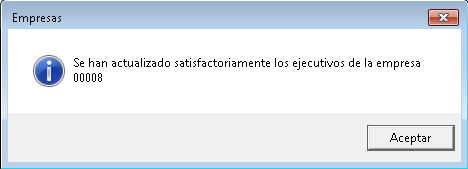 Empresas
Se han actualizado satisfactoriamente los ejecutivos de la empresa
00008
Aceptar